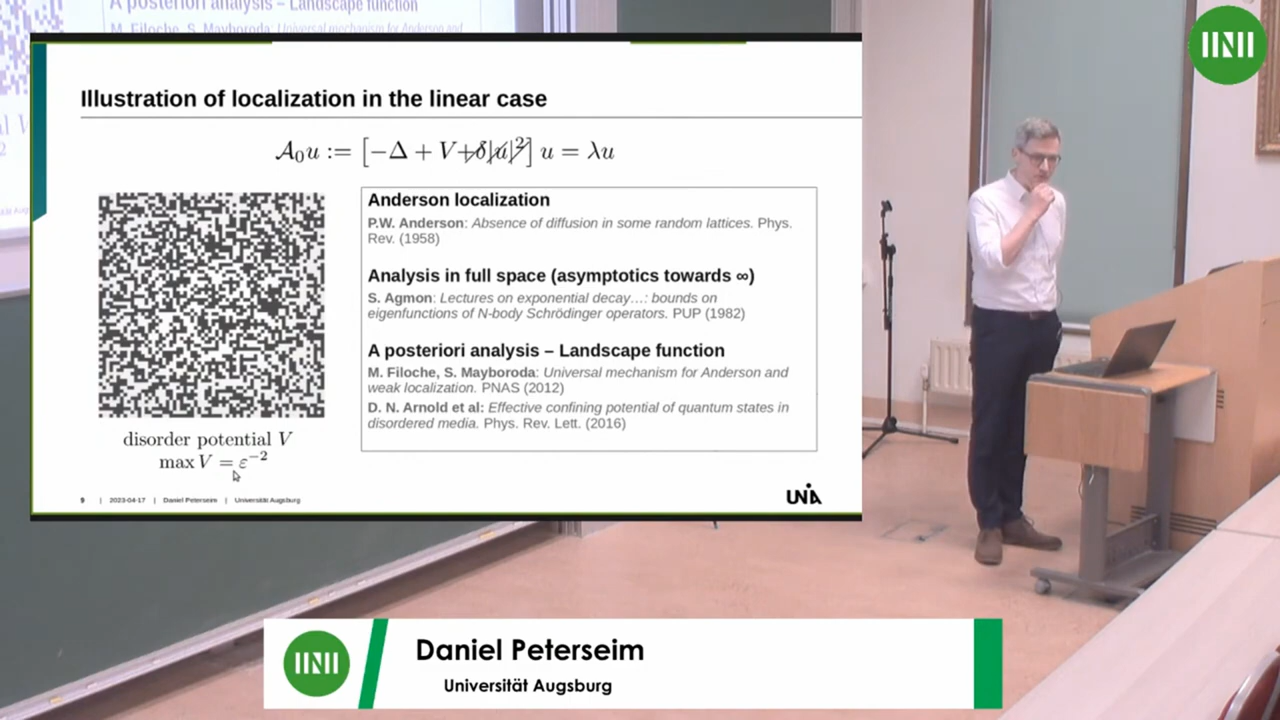 A posteriori analysis – Landscape function
M. Filoche, S. Mayboroda: Universal mechanism for Anderson and
Illustration of localization in the linear case
𝒜₀u := [−Δ + V+δ|u|²] u = λu
Anderson localization
P.W. Anderson: Absence of diffusion in some random lattices. Phys.
Rev. (1958)
Analysis in full space (asymptotics towards ∞)
S. Agmon: Lectures on exponential decay…: bounds on
eigenfunctions of N-body Schrödinger operators. PUP (1982)
A posteriori analysis – Landscape function
M. Filoche, S. Mayboroda: Universal mechanism for Anderson and
weak localization. PNAS (2012)
D. N. Arnold et al: Effective confining potential of quantum states in
disordered media. Phys. Rev. Lett. (2016)
disorder potential V
max V = ε⁻²
9 | 2023-04-17 | Daniel Peterseim | Universität Augsburg
UNIA
Daniel Peterseim
Universität Augsburg